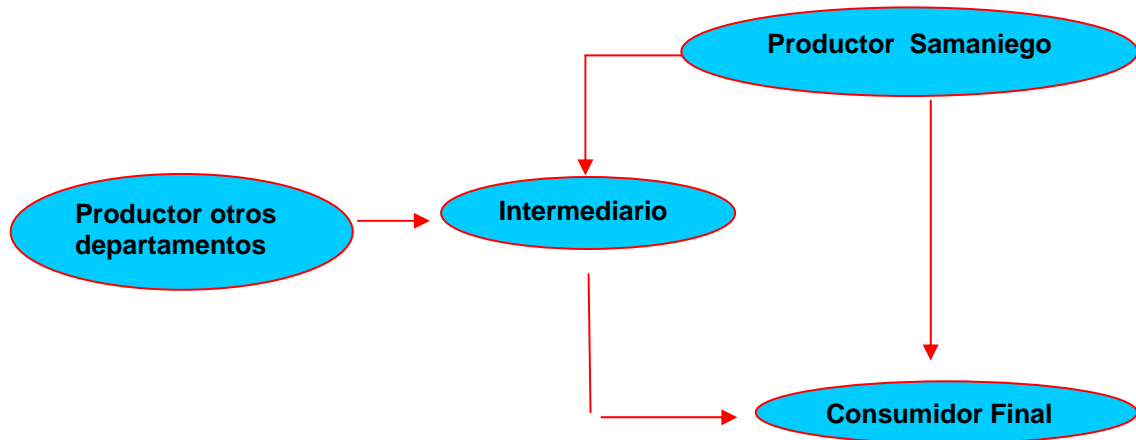 Productor Samaniego
Productor otros
departamentos
Intermediario
Consumidor Final